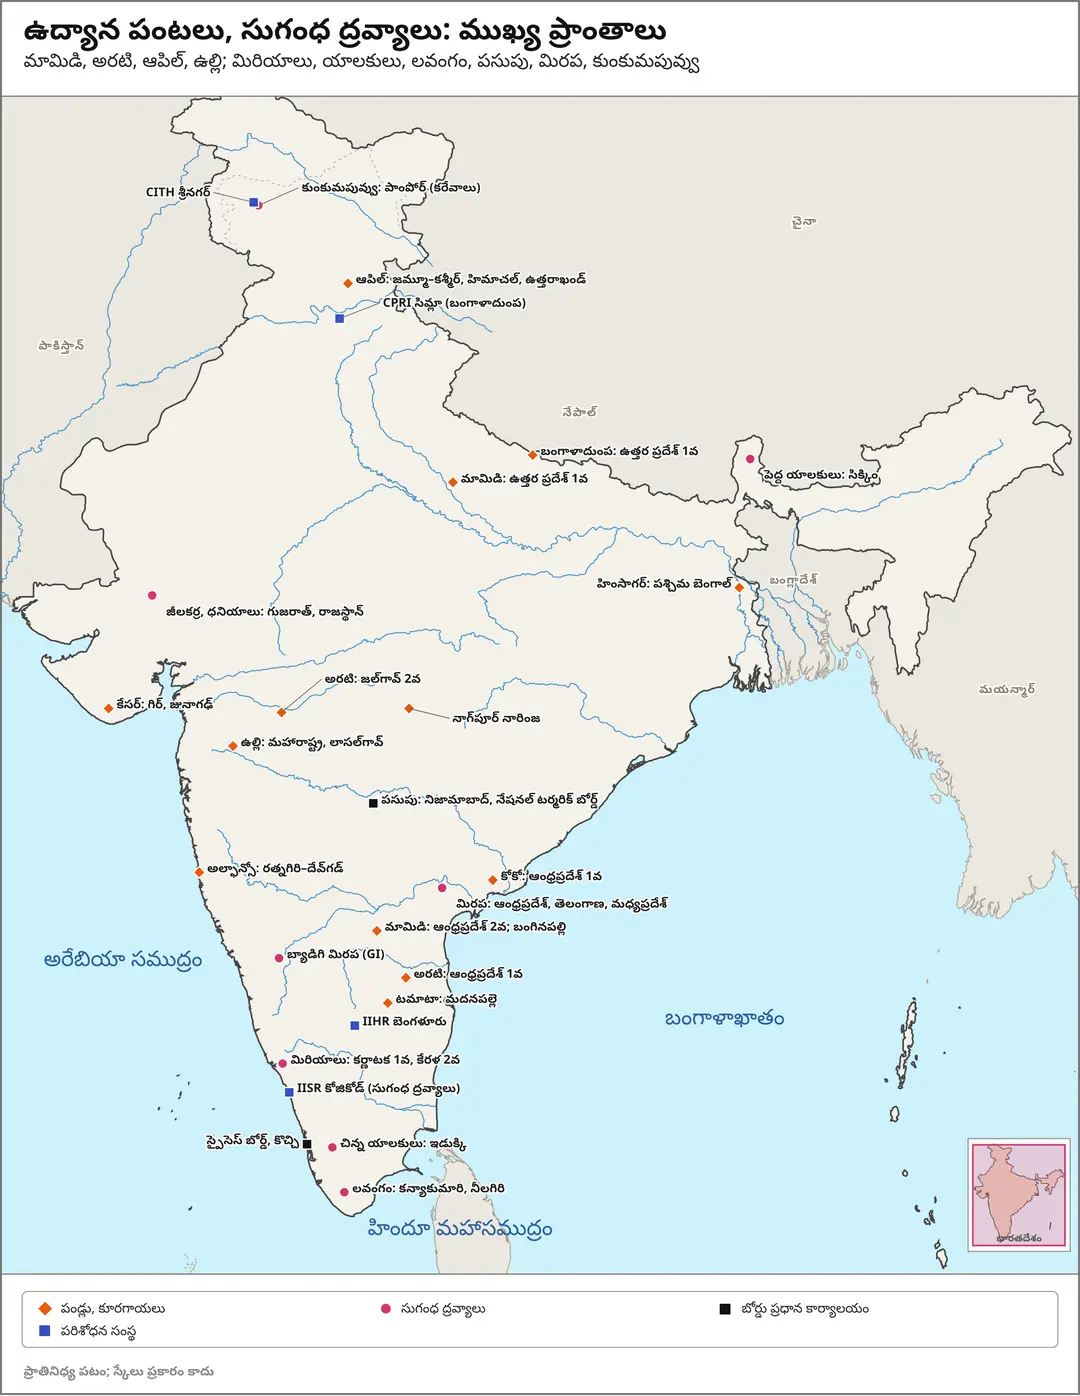 ఉద్యాన పంటలు, సుగంధ ద్రవ్యాలు: ముఖ్య ప్రాంతాలు
మామిడి, అరటి, ఆపిల్, ఉల్లి; మిరియాలు, యాలకులు, లవంగం, పసుపు, మిరప, కుంకుమపువ్వు
CITH శ్రీనగర్
కుంకుమపువ్వు: పాంపోర్ (కరేవాలు)
చైనా
ఆపిల్: జమ్మూ–కశ్మీర్, హిమాచల్, ఉత్తరాఖండ్
CPRI సిమ్లా (బంగాళాదుంప)
పాకిస్తాన్
నేపాల్
బంగాళాదుంప: ఉత్తర ప్రదేశ్ 1వ
మామిడి: ఉత్తర ప్రదేశ్ 1వ
పెద్ద యాలకులు: సిక్కిం
హింసాగర్: పశ్చిమ బెంగాల్
బంగ్లాదేశ్
జీలకర్ర, ధనియాలు: గుజరాత్, రాజస్థాన్
అరటి: జల్‌గావ్ 2వ
మయన్మార్
కేసర్: గిర్, జునాగఢ్
నాగ్‌పూర్ నారింజ
ఉల్లి: మహారాష్ట్ర, లాసల్‌గావ్
పసుపు: నిజామాబాద్, నేషనల్ టర్మరిక్ బోర్డ్
అల్ఫాన్సో: రత్నగిరి–దేవ్‌గడ్
కోకో: ఆంధ్రప్రదేశ్ 1వ
మిరప: ఆంధ్రప్రదేశ్, తెలంగాణ, మధ్యప్రదేశ్
మామిడి: ఆంధ్రప్రదేశ్ 2వ; బంగినపల్లి
బ్యాడిగి మిరప (GI)
అరేబియా సముద్రం
అరటి: ఆంధ్రప్రదేశ్ 1వ
టమాటా: మదనపల్లె
బంగాళాఖాతం
IIHR బెంగళూరు
మిరియాలు: కర్ణాటక 1వ, కేరళ 2వ
IISR కోజికోడ్ (సుగంధ ద్రవ్యాలు)
స్పైసెస్ బోర్డ్, కొచ్చి
చిన్న యాలకులు: ఇడుక్కి
లవంగం: కన్యాకుమారి, నీలగిరి
హిందూ మహాసముద్రం
భారతదేశం
పండ్లు, కూరగాయలు
సుగంధ ద్రవ్యాలు
బోర్డు ప్రధాన కార్యాలయం
పరిశోధన సంస్థ
ప్రాతినిధ్య పటం; స్కేలు ప్రకారం కాదు